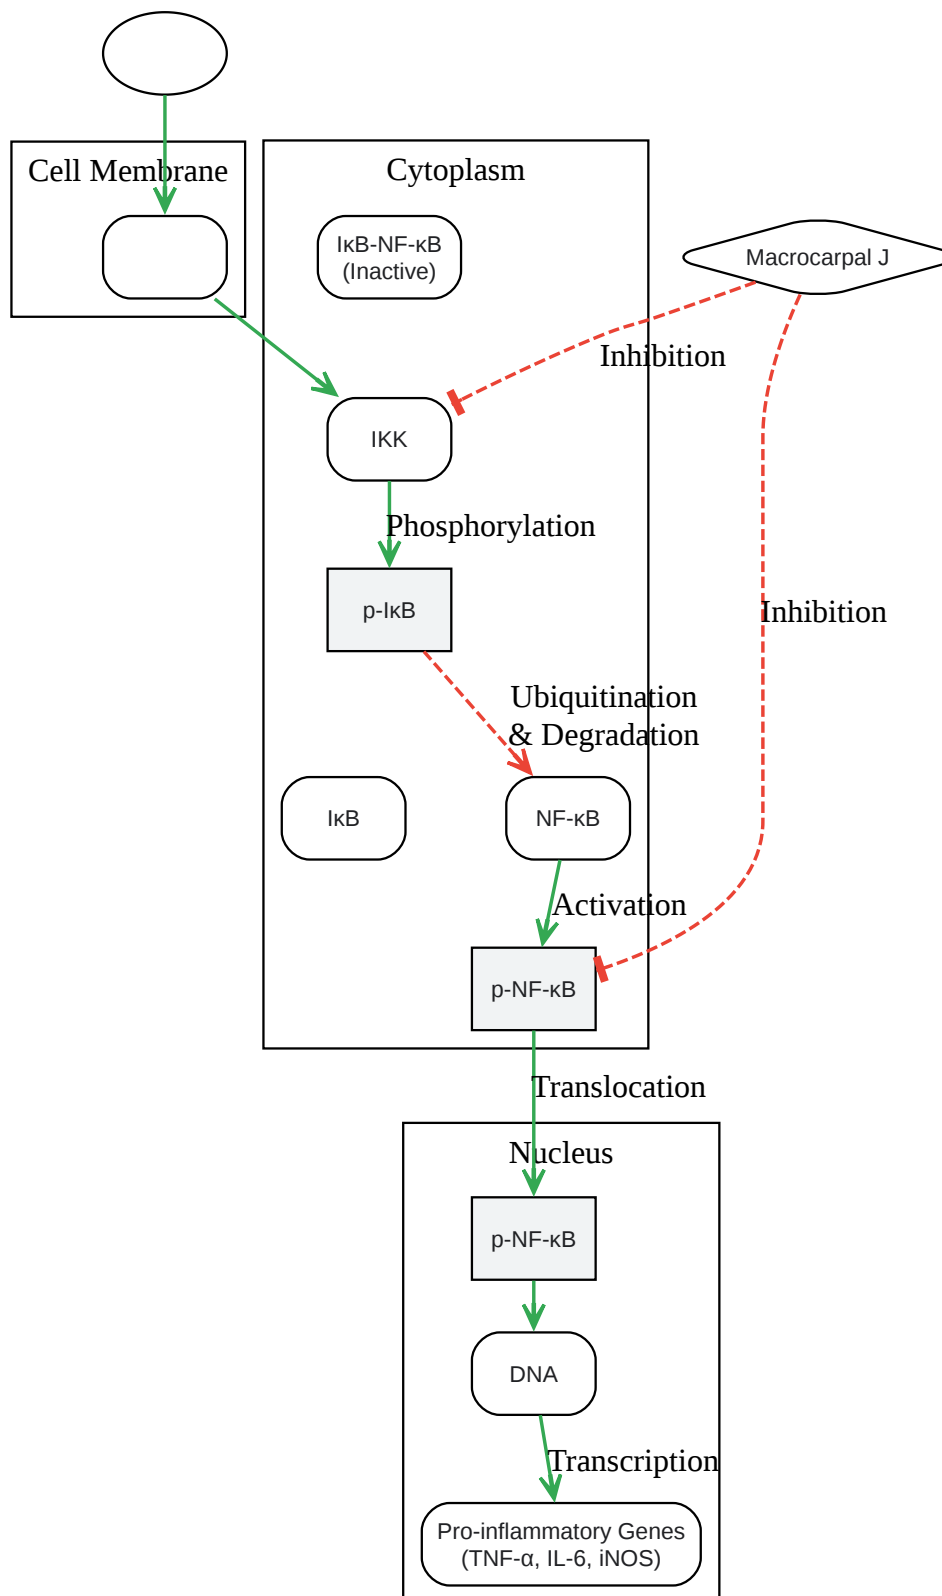 Cell Membrane
Cytoplasm
IκB-NF-κB
(Inactive)
Macrocarpal J
Inhibition
IKK
Phosphorylation
p-IκB
Inhibition
Ubiquitination
& Degradation
IκB
NF-κB
Activation
p-NF-κB
Translocation
Nucleus
p-NF-κB
DNA
Transcription
Pro-inflammatory Genes
(TNF-α, IL-6, iNOS)